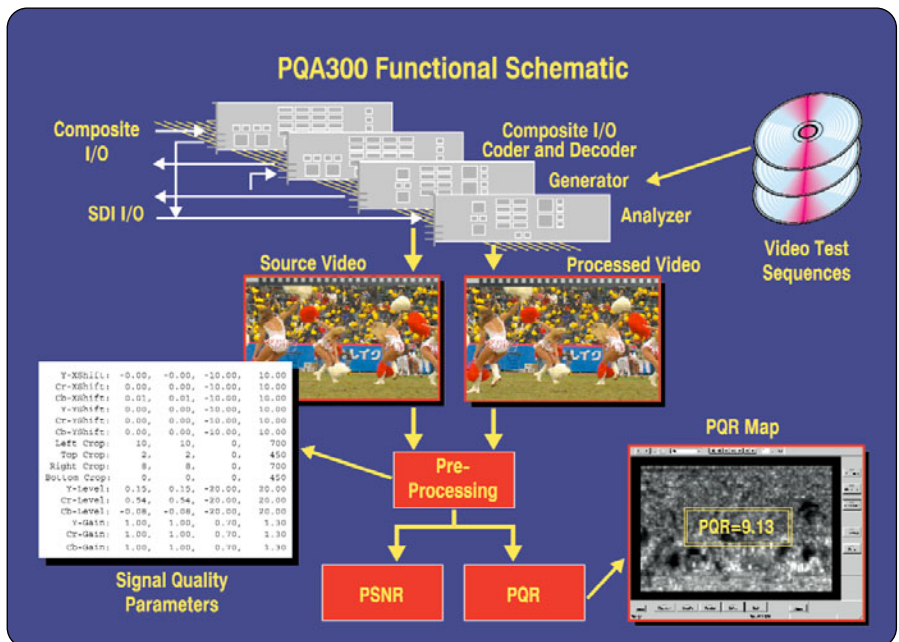 PQA300 Functional Schematic
Composite
I/O
SDI I/O
Composite I/O
Coder and Decoder
Generator
Analyzer
Video Test
Sequences
Source Video
Processed Video
レイク
レイク
Y-XShift: -0.00, -0.00, -10.00, 10.00
Cr-XShift: 0.00, 0.00, -10.00, 10.00
Cb-XShift: 0.01, 0.01, -10.00, 10.00
Y-YShift: 0.00, 0.00, -10.00, 10.00
Cr-YShift: 0.00, 0.00, -10.00, 10.00
Cb-YShift: 0.00, 0.00, -10.00, 10.00
Left Crop: 10, 10, 0, 700
Top Crop: 2, 2, 0, 450
Right Crop: 8, 8, 0, 700
Bottom Crop: 0, 0, 0, 450
Y-Level: 0.15, 0.15, -20.00, 20.00
Cr-Level: 0.54, 0.54, -20.00, 20.00
Cb-Level: -0.08, -0.08, -20.00, 20.00
Y-Gain: 1.00, 1.00, 0.70, 1.30
Cr-Gain: 1.00, 1.00, 0.70, 1.30
Cb-Gain: 1.00, 1.00, 0.70, 1.30
Signal Quality
Parameters
Pre-
Processing
PSNR
PQR
PQR Map
PQR=9.13